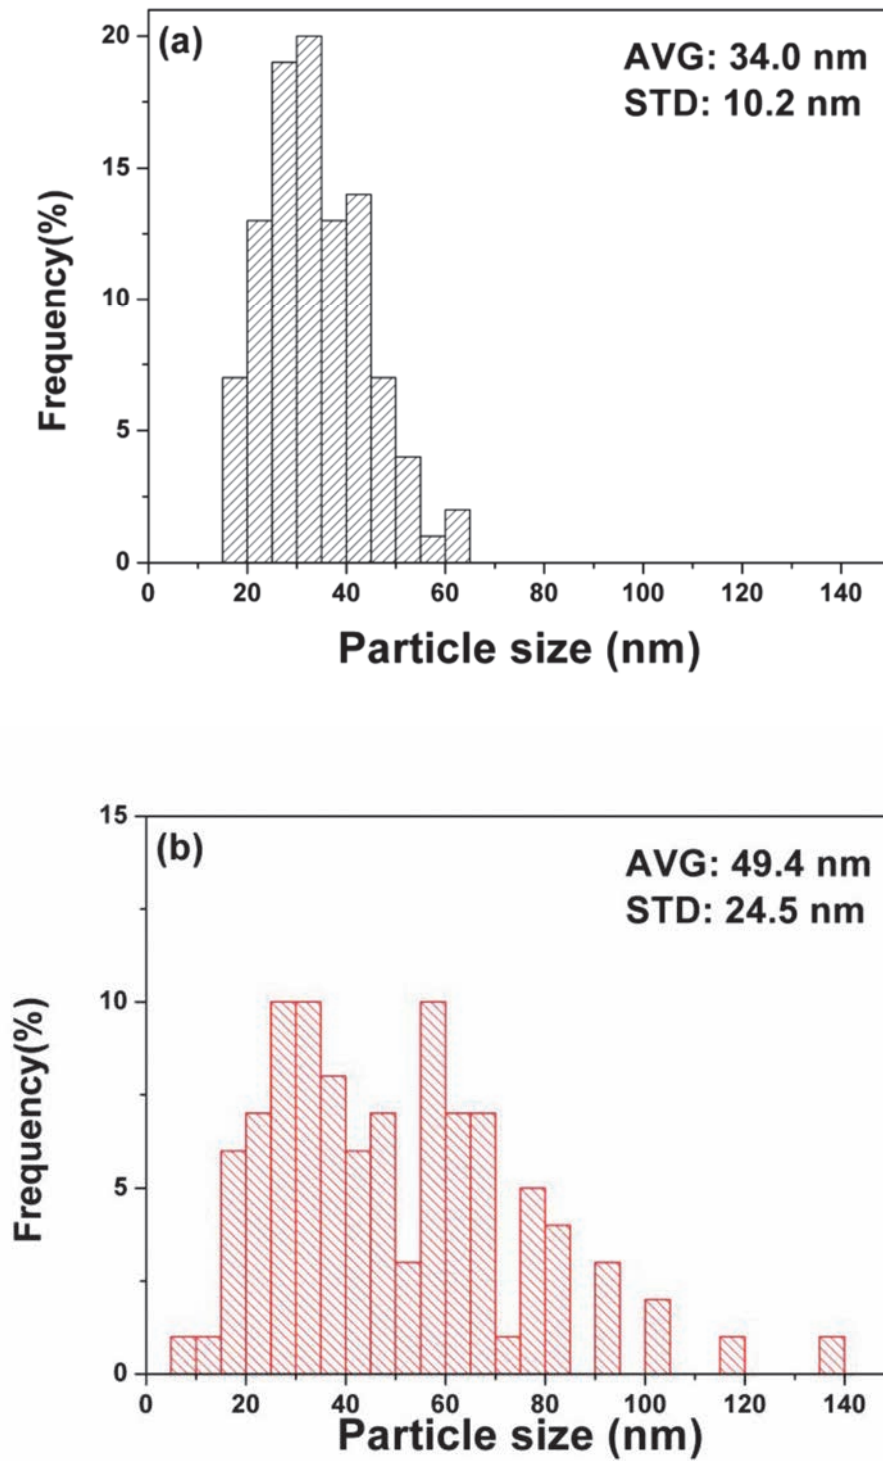 (a)
AVG: 34.0 nm
STD: 10.2 nm
Frequency(%)
20
15
10
5
0
0 20 40 60 80 100 120 140
Particle size (nm)
(b)
AVG: 49.4 nm
STD: 24.5 nm
Frequency(%)
15
10
5
0
0 20 40 60 80 100 120 140
Particle size (nm)